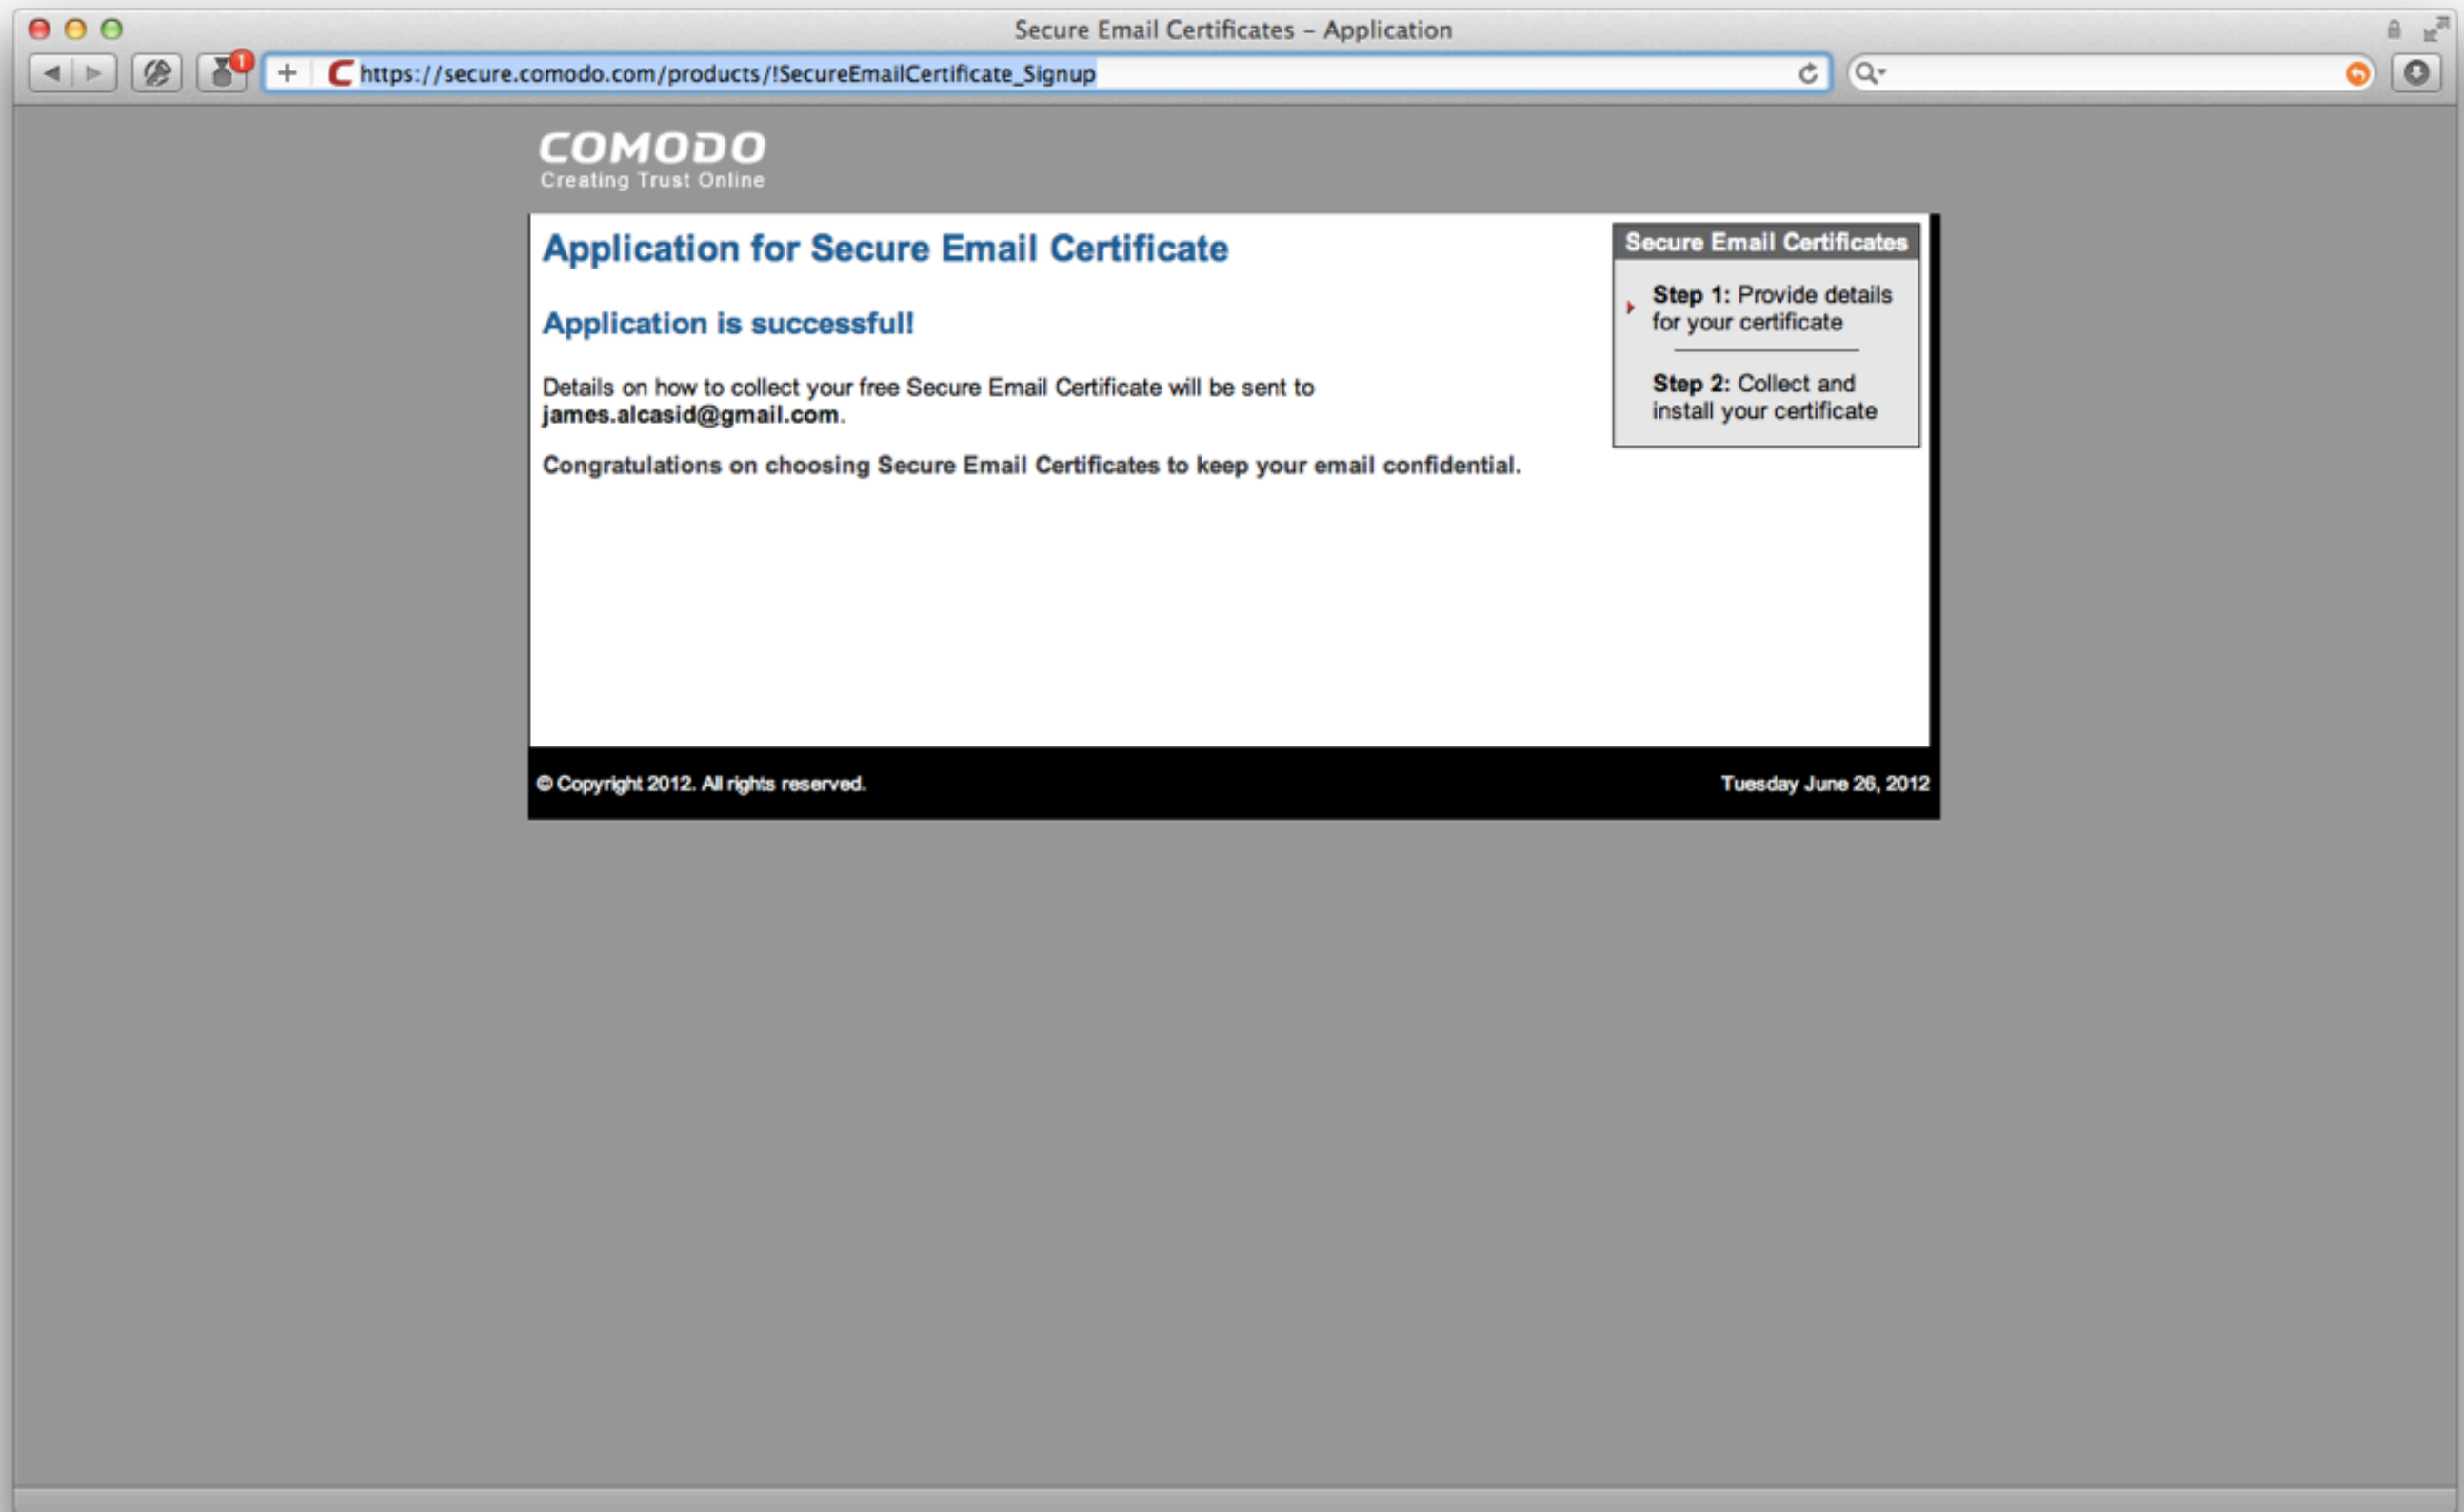 Secure Email Certificates – Application
1
https://secure.comodo.com/products/!SecureEmailCertificate_Signup
COMODO
Creating Trust Online
Application for Secure Email Certificate
Application is successful!
Details on how to collect your free Secure Email Certificate will be sent to
james.alcasid@gmail.com.
Congratulations on choosing Secure Email Certificates to keep your email confidential.
Secure Email Certificates
Step 1: Provide details
for your certificate
Step 2: Collect and
install your certificate
© Copyright 2012. All rights reserved.
Tuesday June 26, 2012